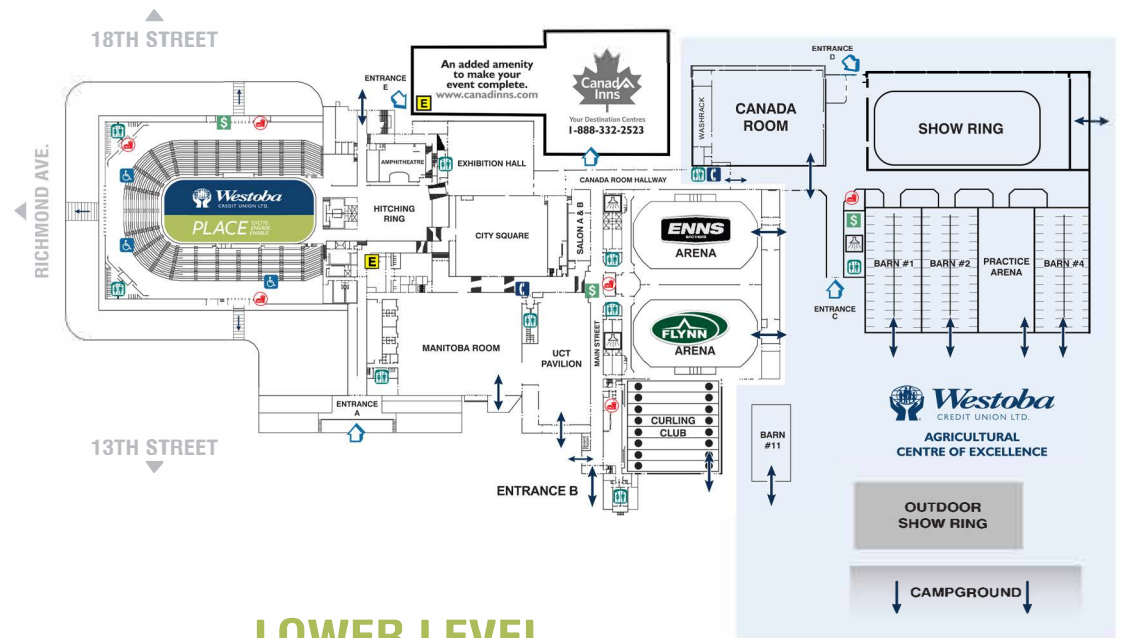 18TH STREET
RICHMOND AVE.
13TH STREET
ENTRANCE
E
An added amenity
to make your
event complete.
www.canadinns.com
E
Canad
Inns
Your Destination Centres
1-888-332-2523
ENTRANCE
D
WASHRACK
CANADA
ROOM
SHOW RING
$
Westoba
CREDIT UNION LTD.
PLACE
EXCITE.
ENGAGE.
ENABLE.
AMPHITHEATRE
EXHIBITION HALL
CANADA ROOM HALLWAY
HITCHING
RING
CITY SQUARE
SALON A & B
ENNS
BROTHERS
ARENA
$
BARN #1
BARN #2
PRACTICE
ARENA
BARN #4
E
$
ENTRANCE
C
MANITOBA ROOM
UCT
PAVILION
MAIN STREET
FLYNN
ARENA
ENTRANCE
A
CURLING
CLUB
BARN
#11
ENTRANCE B
Westoba
CREDIT UNION LTD.
AGRICULTURAL
CENTRE OF EXCELLENCE
OUTDOOR
SHOW RING
CAMPGROUND
LOWER LEVEL